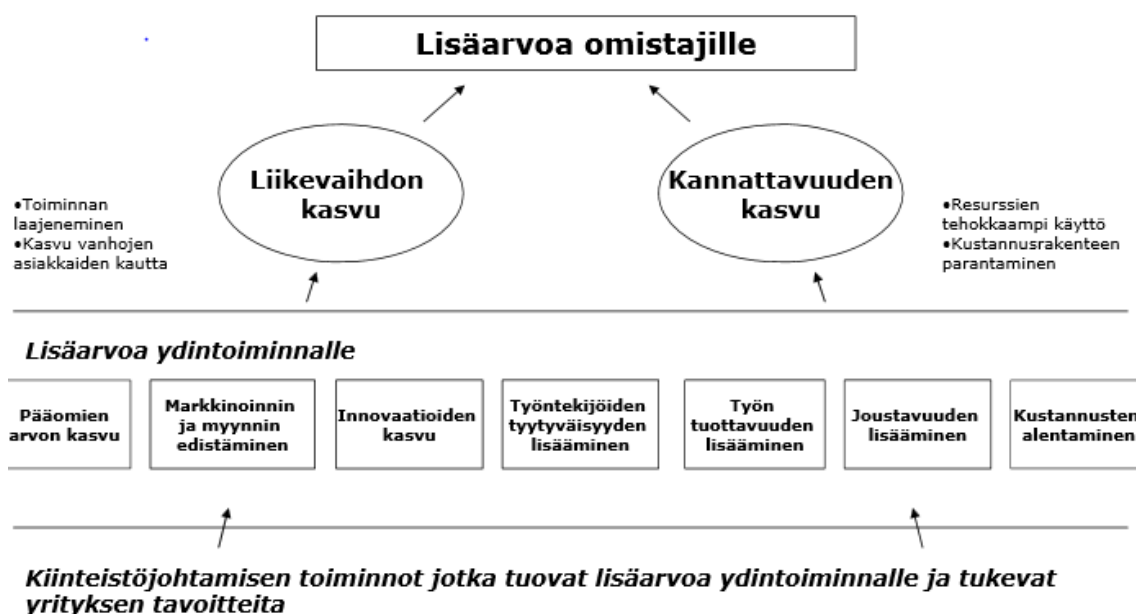 Lisäarvoa omistajille
Liikevaihdon
kasvu
Kannattavuuden
kasvu
•Toiminnan
laajeneminen
•Kasvu vanhojen
asiakkaiden kautta
•Resurssien
tehokkaampi käyttö
•Kustannusrakenteen
parantaminen
Lisäarvoa ydintoiminnalle
Pääomien
arvon kasvu
Markkinoinnin
ja myynnin
edistäminen
Innovaatioiden
kasvu
Työntekijöiden
tyytyväisyyden
lisääminen
Työn
tuottavuuden
lisääminen
Joustavuuden
lisääminen
Kustannusten
alentaminen
Kiinteistöjohtamisen toiminnot jotka tuovat lisäarvoa ydintoiminnalle ja tukevat
yrityksen tavoitteita